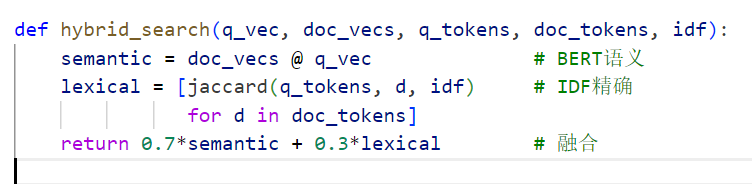 def hybrid_search(q_vec, doc_vecs, q_tokens, doc_tokens, idf):
    semantic = doc_vecs @ q_vec             # BERT语义
    lexical = [jaccard(q_tokens, d, idf)    # IDF精确
               for d in doc_tokens]
    return 0.7*semantic + 0.3*lexical       # 融合